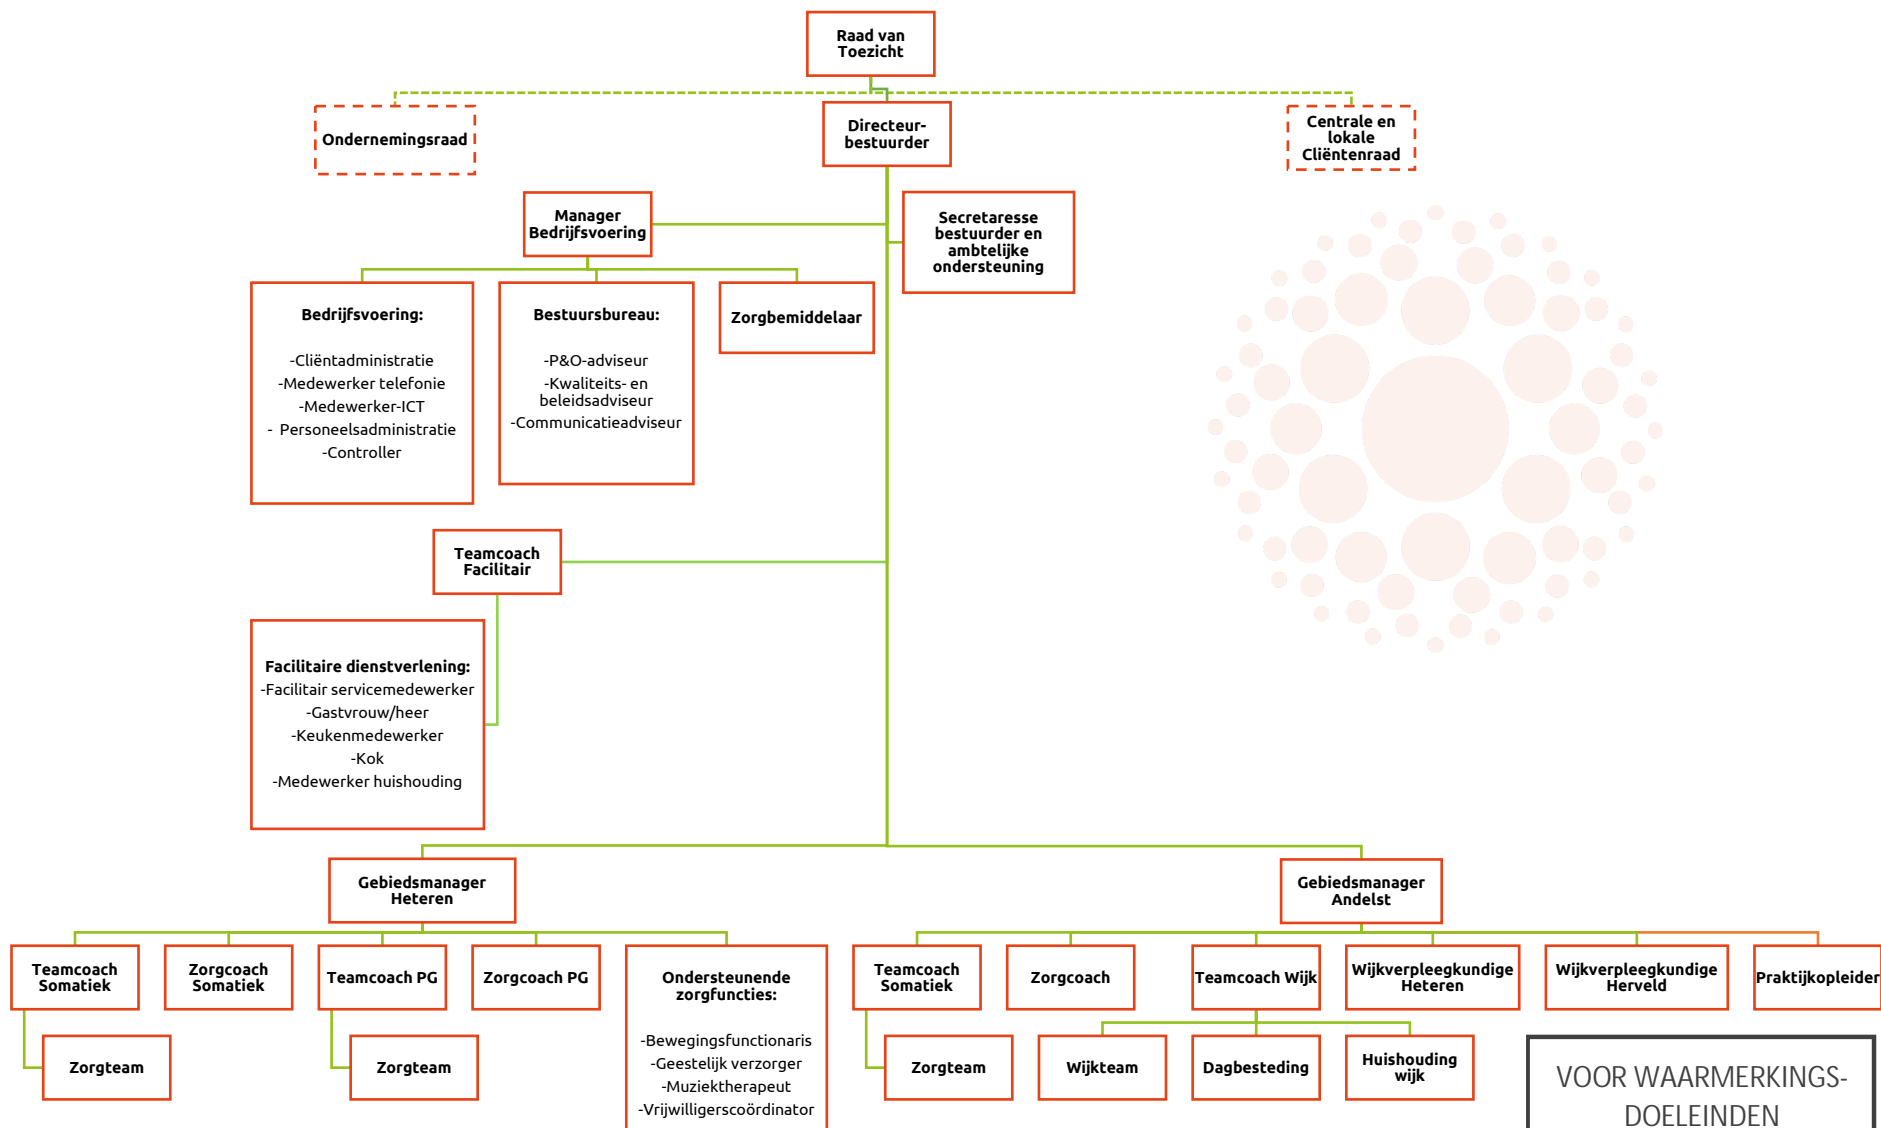 Raad van
Toezicht
Ondernemingsraad
Directeur-
bestuurder
Centrale en
lokale
Cliëntenraad
Manager
Bedrijfsvoering
Secretaresse
bestuurder en
ambtelijke
ondersteuning
Bedrijfsvoering:
-Cliëntadministratie
-Medewerker telefonie
-Medewerker-ICT
- Personeelsadministratie
-Controller
Bestuursbureau:
-P&O-adviseur
-Kwaliteits- en
beleidsadviseur
-Communicatieadviseur
Zorgbemiddelaar
Teamcoach
Facilitair
Facilitaire dienstverlening:
-Facilitair servicemedewerker
-Gastvrouw/heer
-Keukenmedewerker
-Kok
-Medewerker huishouding
Gebiedsmanager
Heteren
Gebiedsmanager
Andelst
Teamcoach
Somatiek
Zorgcoach
Somatiek
Teamcoach PG
Zorgcoach PG
Ondersteunende
zorgfuncties:
-Bewegingsfunctionaris
-Geestelijk verzorger
-Muziektherapeut
-Vrijwilligerscoördinator
Zorgteam
Zorgteam
Teamcoach
Somatiek
Zorgcoach
Teamcoach Wijk
Wijkverpleegkundige
Heteren
Wijkverpleegkundige
Herveld
Praktijkopleider
Zorgteam
Wijkteam
Dagbesteding
Huishouding
wijk
VOOR WAARMERKINGS-
DOELEINDEN